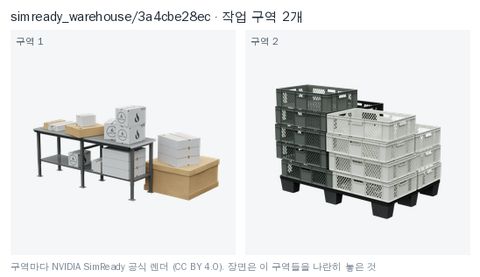 simready_warehouse/3a4cbe28ec · 작업 구역 2개
구역 1
구역 2
구역마다 NVIDIA SimReady 공식 렌더 (CC BY 4.0). 장면은 이 구역들을 나란히 놓은 것